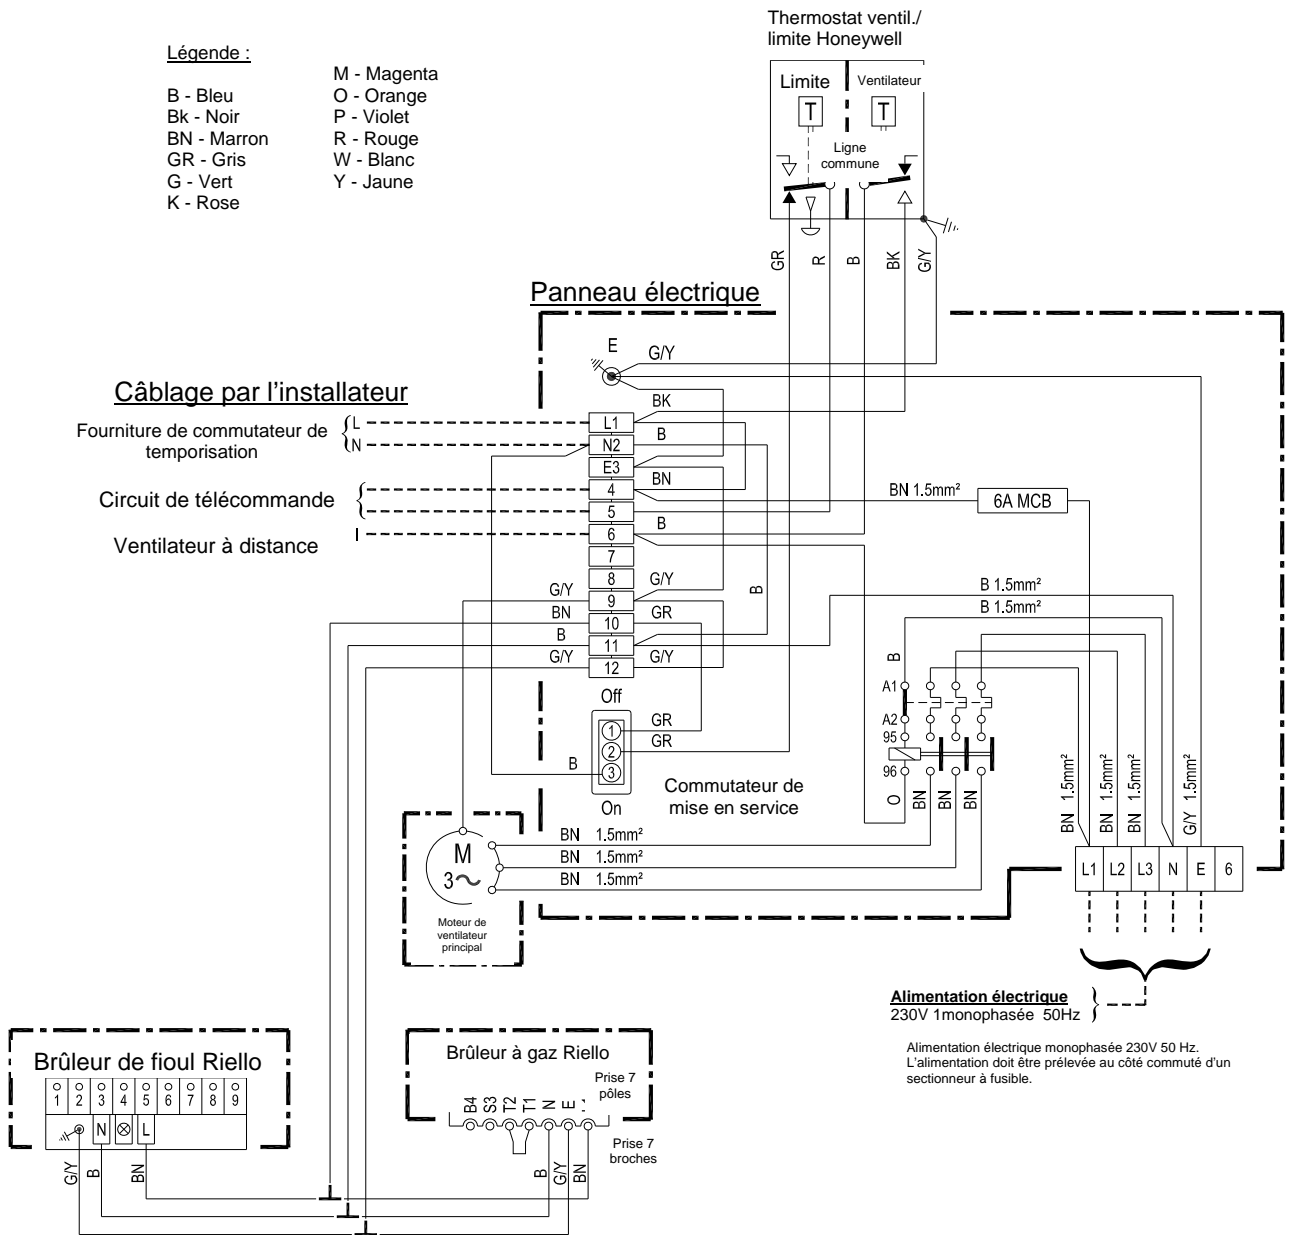 Thermostat ventil./
limite Honeywell
Légende :
B - Bleu
Bk - Noir
BN - Marron
GR - Gris
G - Vert
K - Rose
M - Magenta
O - Orange
P - Violet
R - Rouge
W - Blanc
Y - Jaune
Limite
Ventilateur
T
T
Ligne
commune
GR
R
B
BK
G/Y
Panneau électrique
E
G/Y
Câblage par l'installateur
Fourniture de commutateur de
temporisation
L
N
Circuit de télécommande
Ventilateur à distance
BK
L1
B
N2
E3
BN
4
5
B
6
7
8
G/Y
G/Y
9
BN
GR
10
B
11
G/Y
G/Y
12
B
BN 1.5mm²
6A MCB
B 1.5mm²
B 1.5mm²
B
A1
A2
95
96
O
BN
BN
BN
Off
1
GR
2
GR
B
3
On
Commutateur de
mise en service
BN 1.5mm²
BN 1.5mm²
BN 1.5mm²
M
3
Moteur de
ventilateur
principal
BN 1.5mm²
BN 1.5mm²
BN 1.5mm²
G/Y 1.5mm²
L1
L2
L3
N
E
6
Alimentation électrique
230V 1monophasée 50Hz
Alimentation électrique monophasée 230V 50 Hz.
L'alimentation doit être prélevée au côté commuté d'un
sectionneur à fusible.
Brûleur de fioul Riello
1
2
3
4
5
6
7
8
9
N
L
G/Y
B
BN
Brûleur à gaz Riello
Prise 7
pôles
B4
S3
T2
T1
N
E
Prise 7
broches
B
G/Y
BN